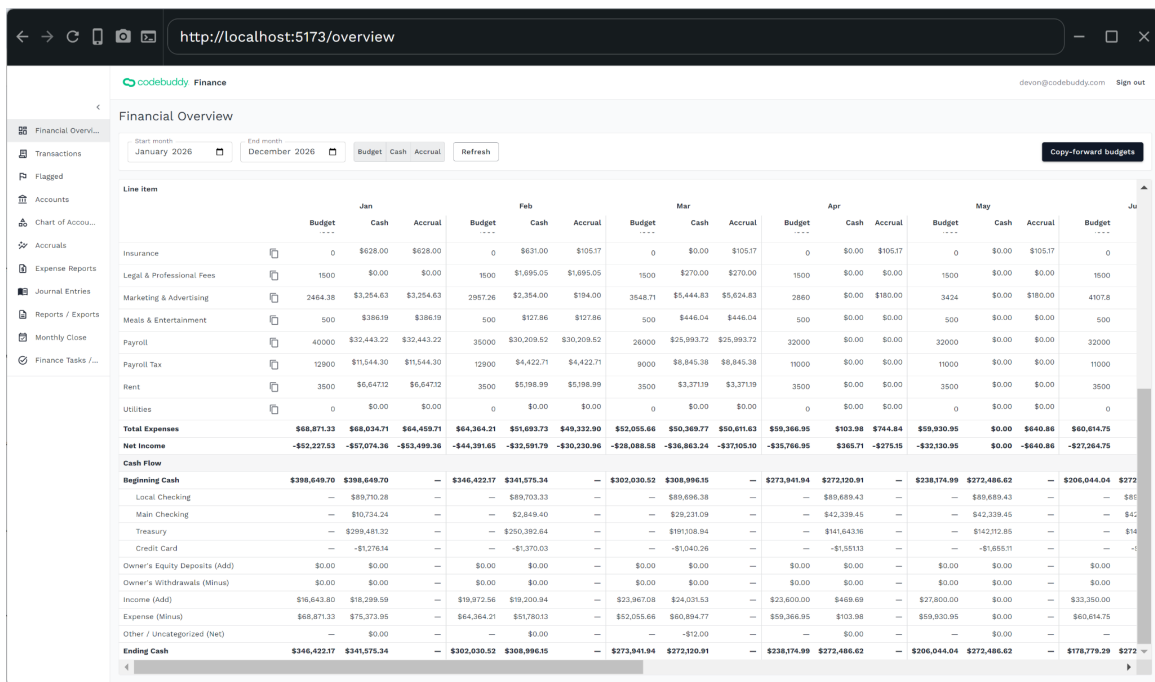 http://localhost:5173/overview
codebuddy Finance
devon@codebuddy.com Sign out
Financial Overvi...
Transactions
Flagged
Accounts
Chart of Accou...
Accruals
Expense Reports
Journal Entries
Reports / Exports
Monthly Close
Finance Tasks /...
Financial Overview
Start month
January 2026
End month
December 2026
Budget Cash Accrual
Refresh
Copy-forward budgets
Line item
Jan Feb Mar Apr May Ju
Budget Cash Accrual Budget Cash Accrual Budget Cash Accrual Budget Cash Accrual Budget Cash Accrual Budget
Insurance 0 $628.00 $628.00 0 $631.00 $105.17 0 $0.00 $105.17 0 $0.00 $105.17 0 $0.00 $105.17 0
Legal & Professional Fees 1500 $0.00 $0.00 1500 $1,695.05 $1,695.05 1500 $270.00 $270.00 1500 $0.00 $0.00 1500 $0.00 $0.00 1500
Marketing & Advertising 2464.38 $3,254.63 $3,254.63 2957.26 $2,354.00 $194.00 3548.71 $5,444.83 $5,624.83 2860 $0.00 $180.00 3424 $0.00 $180.00 4107.8
Meals & Entertainment 500 $386.19 $386.19 500 $127.86 $127.86 500 $446.04 $446.04 500 $0.00 $0.00 500 $0.00 $0.00 500
Payroll 40000 $32,443.22 $32,443.22 35000 $30,209.52 $30,209.52 26000 $25,993.72 $25,993.72 32000 $0.00 $0.00 32000 $0.00 $0.00 32000
Payroll Tax 12900 $11,544.30 $11,544.30 12900 $4,422.71 $4,422.71 9000 $8,845.38 $8,845.38 11000 $0.00 $0.00 11000 $0.00 $0.00 11000
Rent 3500 $6,647.12 $6,647.12 3500 $5,198.99 $5,198.99 3500 $3,371.19 $3,371.19 3500 $0.00 $0.00 3500 $0.00 $0.00 3500
Utilities 0 $0.00 $0.00 0 $0.00 $0.00 0 $0.00 $0.00 0 $0.00 $0.00 0 $0.00 $0.00 0
Total Expenses $68,871.33 $68,034.71 $64,459.71 $64,364.21 $51,693.73 $49,332.90 $52,055.66 $50,369.77 $50,611.63 $59,366.95 $103.98 $744.84 $59,930.95 $0.00 $640.86 $60,614.75
Net Income -$52,227.53 -$57,074.36 -$53,499.36 -$44,391.65 -$32,591.79 -$30,230.96 -$28,088.58 -$36,863.24 -$37,105.10 -$35,766.95 $365.71 -$275.15 -$32,130.95 $0.00 -$640.86 -$27,264.75
Cash Flow
Beginning Cash $398,649.70 $398,649.70 — $346,422.17 $341,575.34 — $302,030.52 $308,996.15 — $273,941.94 $272,120.91 — $238,174.99 $272,486.62 — $206,044.04 $272
Local Checking — $89,710.28 — — $89,703.33 — — $89,696.38 — — $89,689.43 — — $89,689.43 — — $89
Main Checking — $10,734.24 — — $2,849.40 — — $29,231.09 — — $42,339.45 — — $42,339.45 — — $42
Treasury — $299,481.32 — — $250,392.64 — — $191,108.94 — — $141,643.16 — — $142,112.85 — — $14
Credit Card — -$1,276.14 — — -$1,370.03 — — -$1,040.26 — — -$1,551.13 — — -$1,655.11 — —
Owner's Equity Deposits (Add) $0.00 $0.00 — $0.00 $0.00 — $0.00 $0.00 — $0.00 $0.00 — $0.00 $0.00 — $0.00
Owner's Withdrawals (Minus) $0.00 $0.00 — $0.00 $0.00 — $0.00 $0.00 — $0.00 $0.00 — $0.00 $0.00 — $0.00
Income (Add) $16,643.80 $18,299.59 — $19,972.56 $19,200.94 — $23,967.08 $24,031.53 — $23,600.00 $469.69 — $27,800.00 $0.00 — $33,350.00
Expense (Minus) $68,871.33 $75,373.95 — $64,364.21 $51,780.13 — $52,055.66 $60,894.77 — $59,366.95 $103.98 — $59,930.95 $0.00 — $60,614.75
Other / Uncategorized (Net) — $0.00 — — $0.00 — — -$12.00 — — $0.00 — — $0.00 — —
Ending Cash $346,422.17 $341,575.34 — $302,030.52 $308,996.15 — $273,941.94 $272,120.91 — $238,174.99 $272,486.62 — $206,044.04 $272,486.62 — $178,779.29 $272